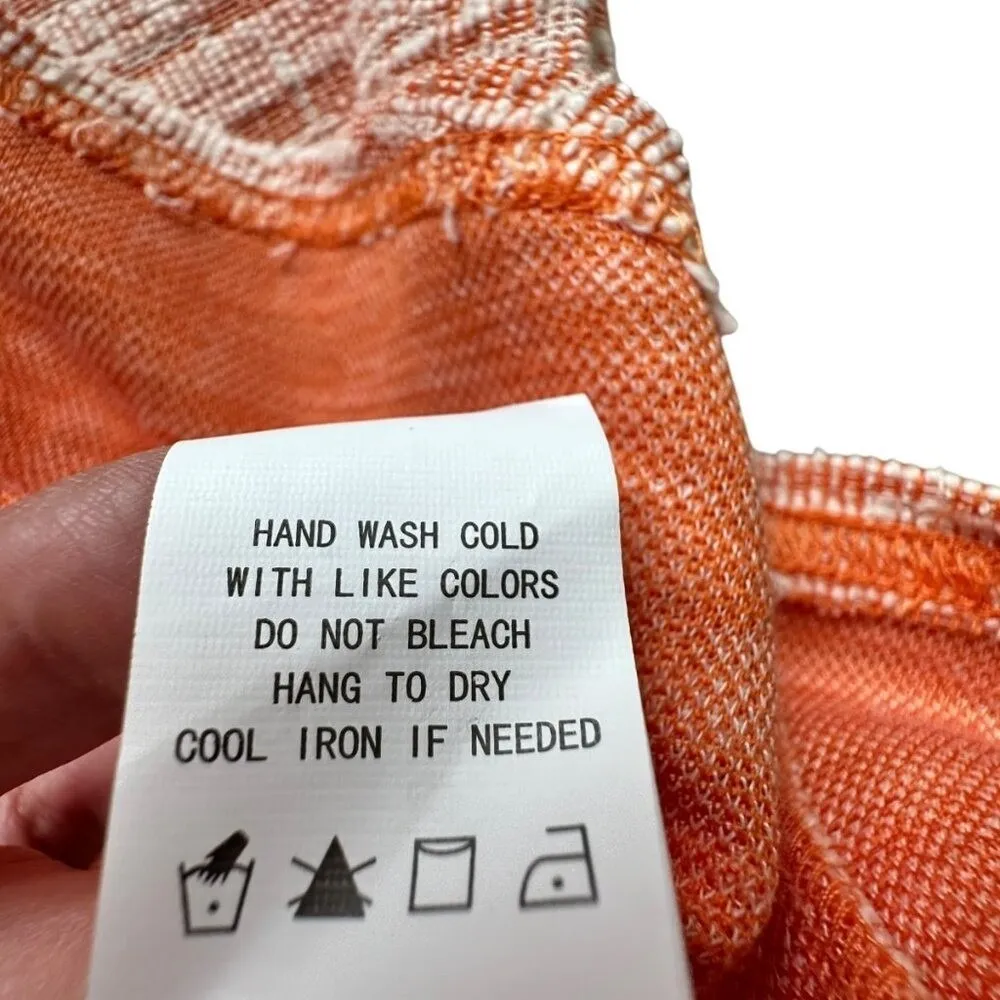 HAND WASH COLD
WITH LIKE COLORS
DO NOT BLEACH
HANG TO DRY
COOL IRON IF NEEDED